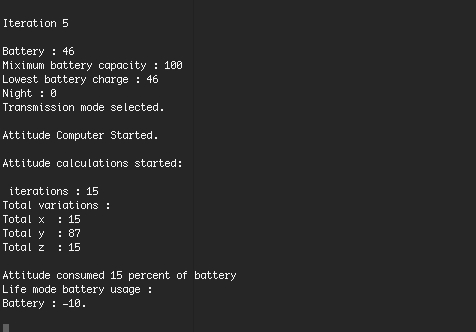 Iteration 5
Battery : 46
Miximum battery capacity : 100
Lowest battery charge : 46
Night : 0
Transmission mode selected.
Attitude Computer Started.
Attitude calculations started:
iterations : 15
Total variations :
Total x : 15
Total y : 87
Total z : 15
Attitude consumed 15 percent of battery
Life mode battery usage :
Battery : -10.